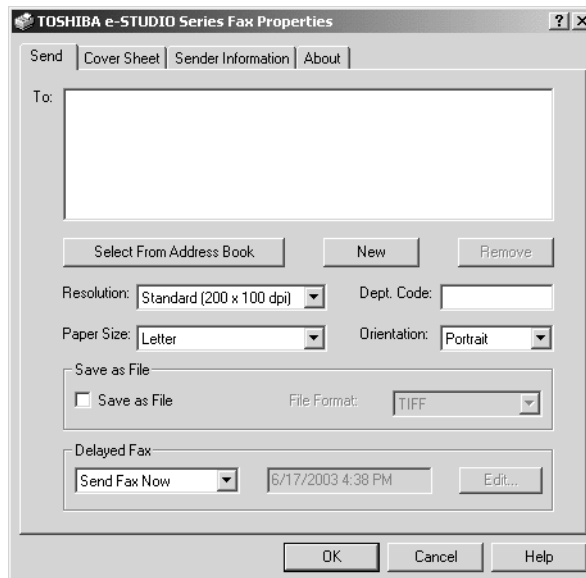 TOSHIBA e-STUDIO Series Fax Properties
Send Cover Sheet Sender Information About
To:
Select From Address Book New Remove
Resolution: Standard (200 x 100 dpi) Dept. Code:
Paper Size: Letter Orientation: Portrait
Save as File
Save as File File Format: TIFF
Delayed Fax
Send Fax Now 6/17/2003 4:38 PM Edit...
OK Cancel Help